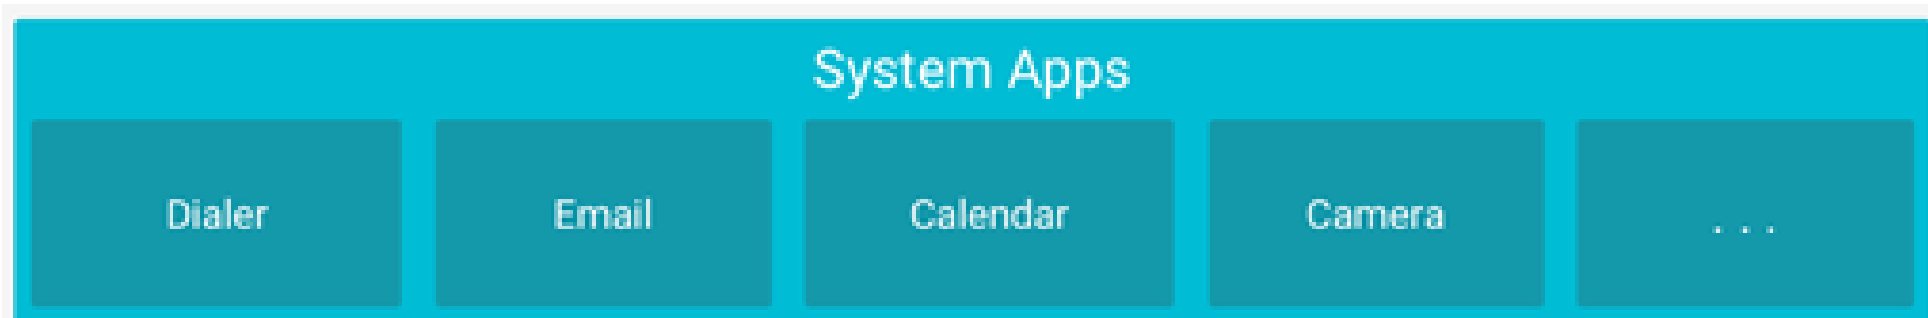 System Apps
Dialer Email Calendar Camera . . .